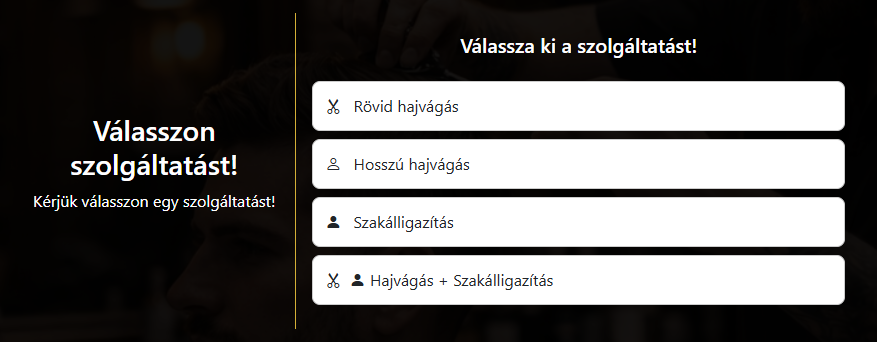 Válasszon
szolgáltatást!
Kérjük válasszon egy szolgáltatást!
Válassza ki a szolgáltatást!
Rövid hajvágás
Hosszú hajvágás
Szakálligazítás
Hajvágás + Szakálligazítás